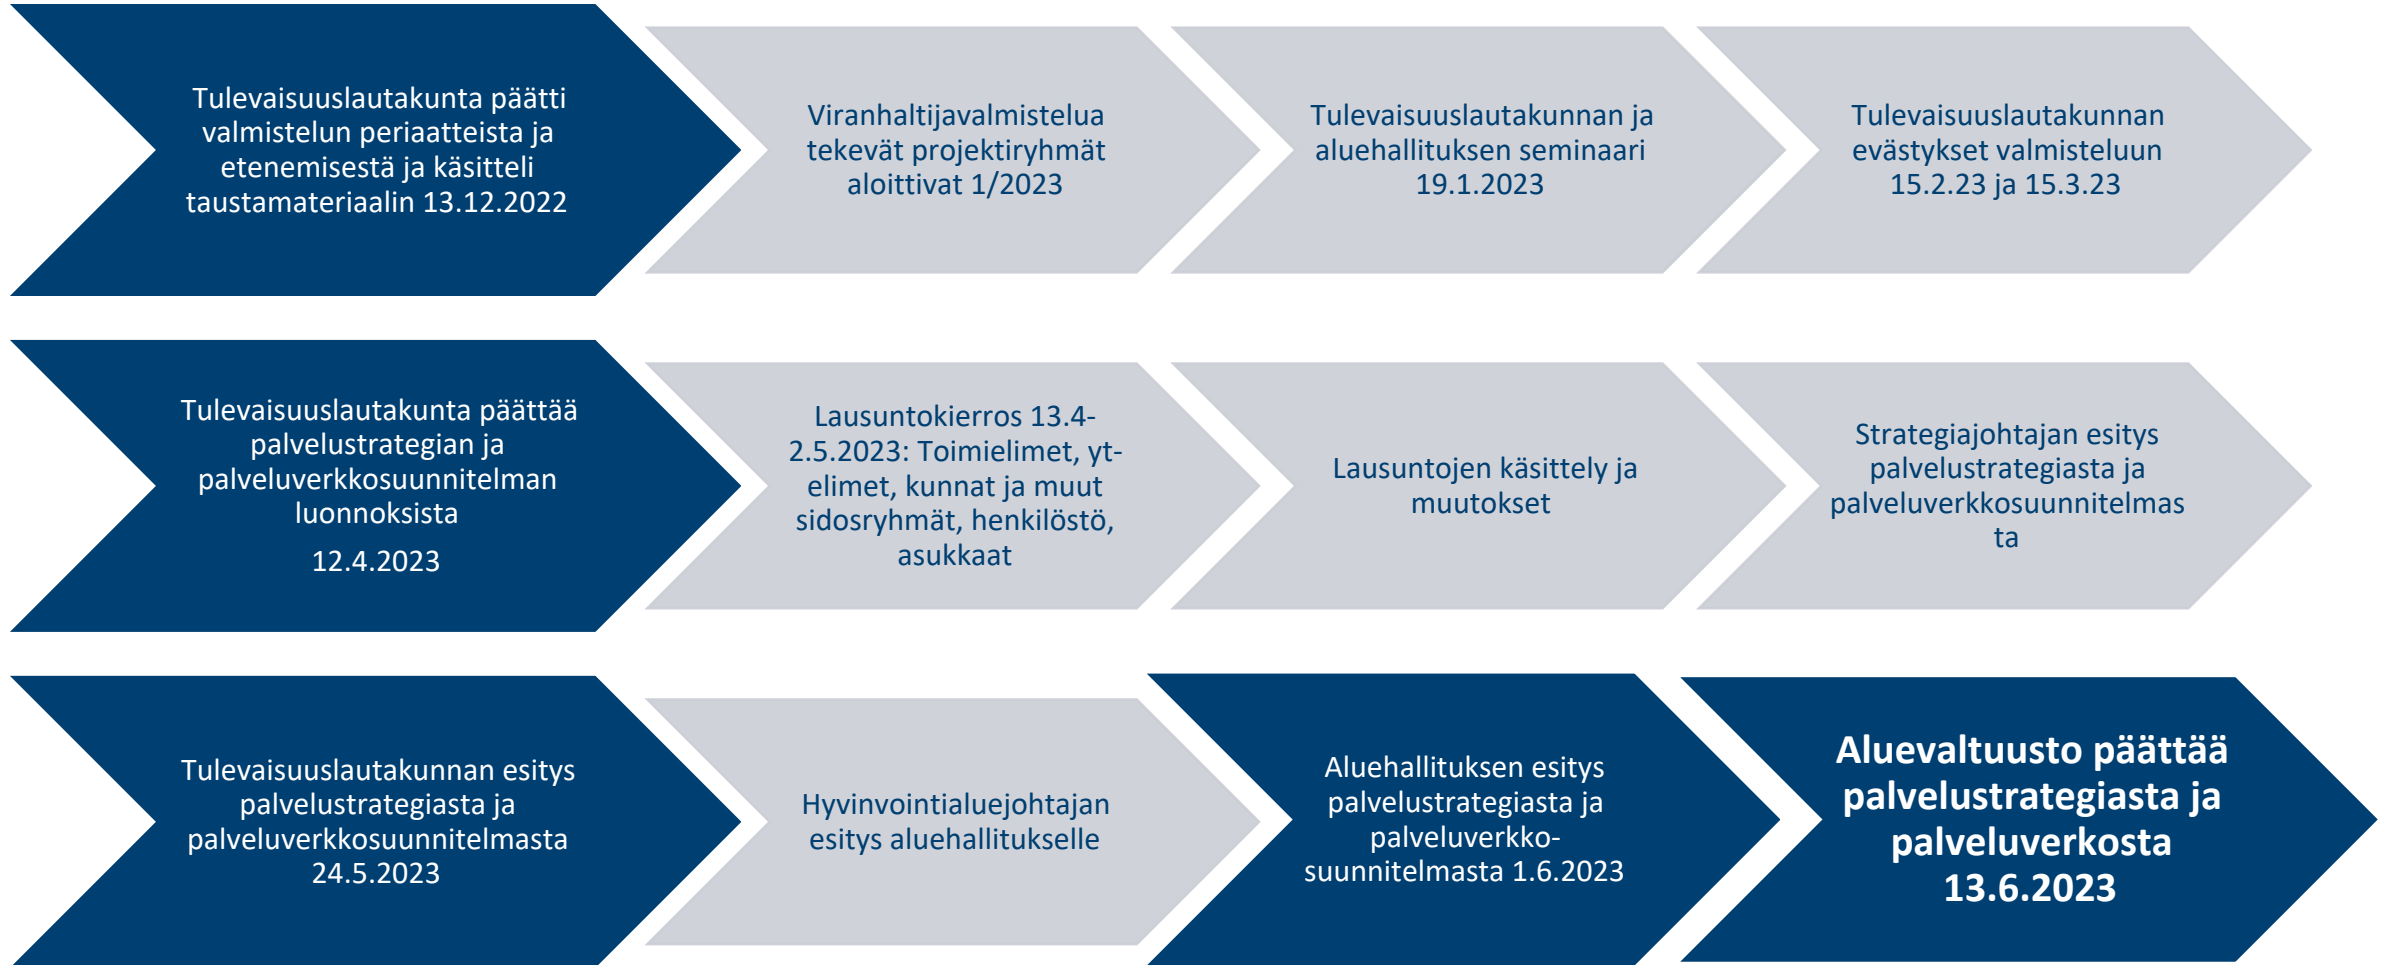 Tulevaisuuslautakunta päätti
valmistelun periaatteista ja
etenemisestä ja käsitteli
taustamateriaalin 13.12.2022
Viranhaltijavalmistelua
tekevät projektiryhmät
aloittivat 1/2023
Tulevaisuuslautakunnan ja
aluehallituksen seminaari
19.1.2023
Tulevaisuuslautakunnan
evästykset valmisteluun
15.2.23 ja 15.3.23
Tulevaisuuslautakunta päättää
palvelustrategian ja
palveluverkkosuunnitelman
luonnoksista
12.4.2023
Lausuntokierros 13.4-
2.5.2023: Toimielimet, yt-
elimet, kunnat ja muut
sidosryhmät, henkilöstö,
asukkaat
Lausuntojen käsittely ja
muutokset
Strategiajohtajan esitys
palvelustrategiasta ja
palveluverkkosuunnitelmas
ta
Tulevaisuuslautakunnan esitys
palvelustrategiasta ja
palveluverkkosuunnitelmasta
24.5.2023
Hyvinvointialuejohtajan
esitys aluehallitukselle
Aluehallituksen esitys
palvelustrategiasta ja
palveluverkko-
suunnitelmasta 1.6.2023
Aluevaltuusto päättää
palvelustrategiasta ja
palveluverkosta
13.6.2023